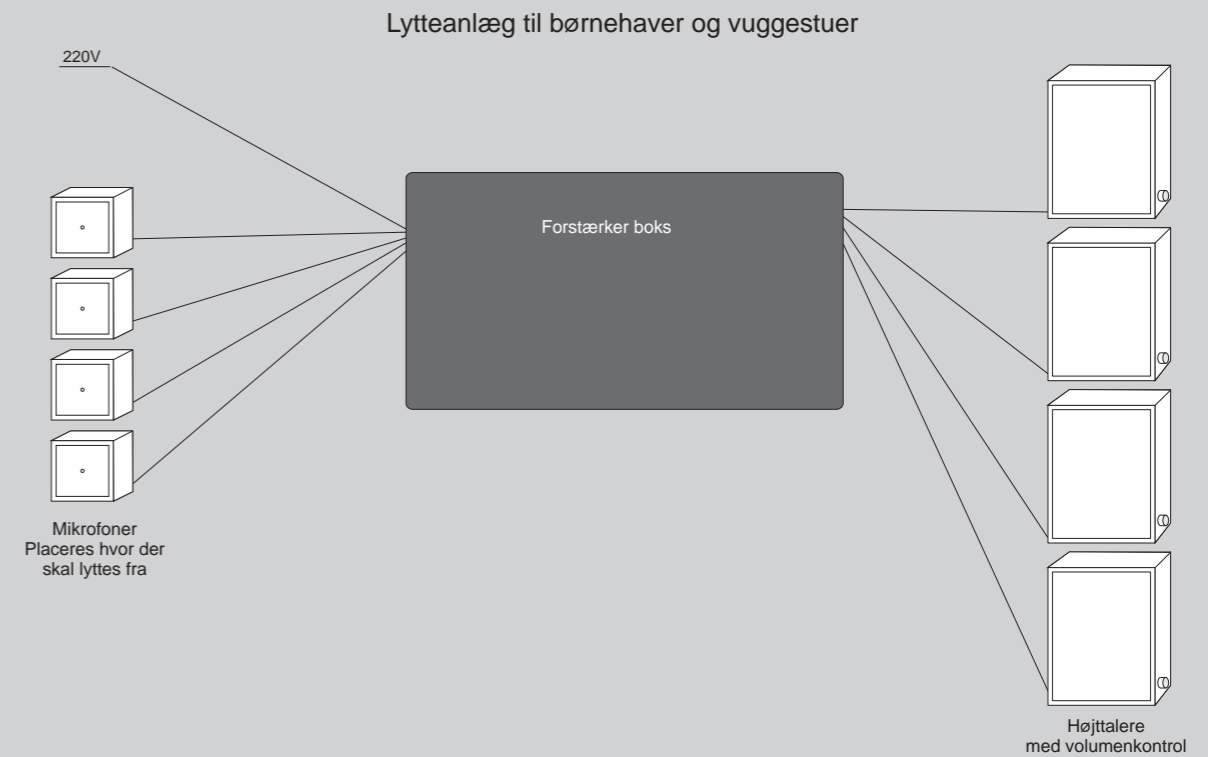 Lytteanlæg til børnehaver og vuggestuer
220V
Forstærker boks
Mikrofoner
Placeres hvor der
skal lyttes fra
Højttalere
med volumenkontrol